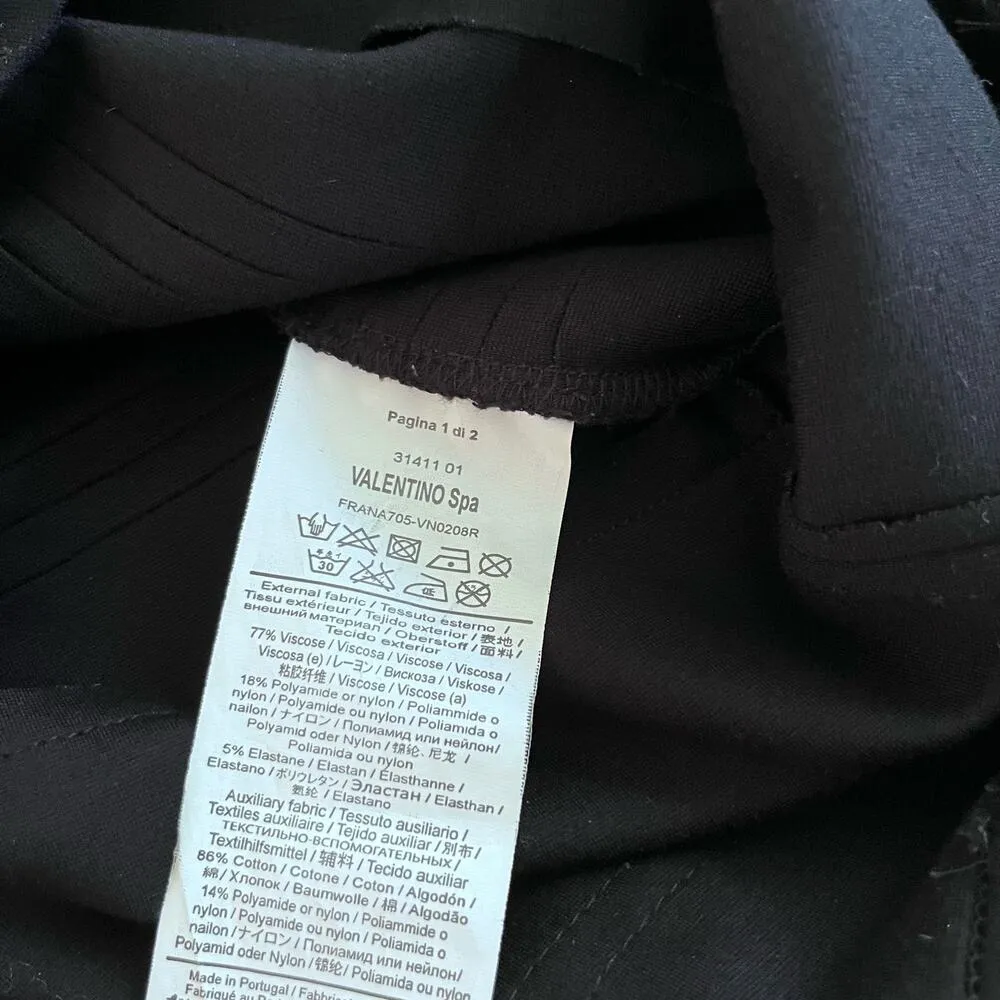 Pagina 1 di 2
31411 01
VALENTINO Spa
FRANA705-VN0208R
30
External fabric / Tessuto esterno /
Tissu extérieur / Tejido exterior / 表地 /
внешний материал / Oberstoff / 面料 /
Tecido exterior
77% Viscose / Viscosa / Viscose / Viscosa /
Viscosa (e) / レーヨン / Вискоза / Viskose /
粘胶纤维 / Viscose / Viscose (a)
18% Polyamide or nylon / Poliammide o
nylon / Polyamide ou nylon / Poliamida o
nailon / ナイロン / Полиамид или нейлон /
Polyamid oder Nylon / 锦纶、尼龙 /
Poliamida ou nylon
5% Elastane / Elastan / Élasthanne /
Elastano / ポリウレタン / Эластан / Elasthan /
氨纶 / Elastano
Auxiliary fabric / Tessuto ausiliario /
Textiles auxiliaire / Tejido auxiliar / 別布 /
ТЕКСТИЛЬНО-ВСПОМОГАТЕЛЬНЫХ /
Textilhilfsmittel / 辅料 / Tecido auxiliar
86% Cotton / Cotone / Coton / Algodón /
綿 / Хлопок / Baumwolle / 棉 / Algodão
14% Polyamide or nylon / Poliammide o
nylon / Polyamide ou nylon / Poliamida o
nailon / ナイロン / Полиамид или нейлон /
Polyamid oder Nylon / 锦纶 / Poliamida ou nylon
Made in Portugal /
Fabriqué au